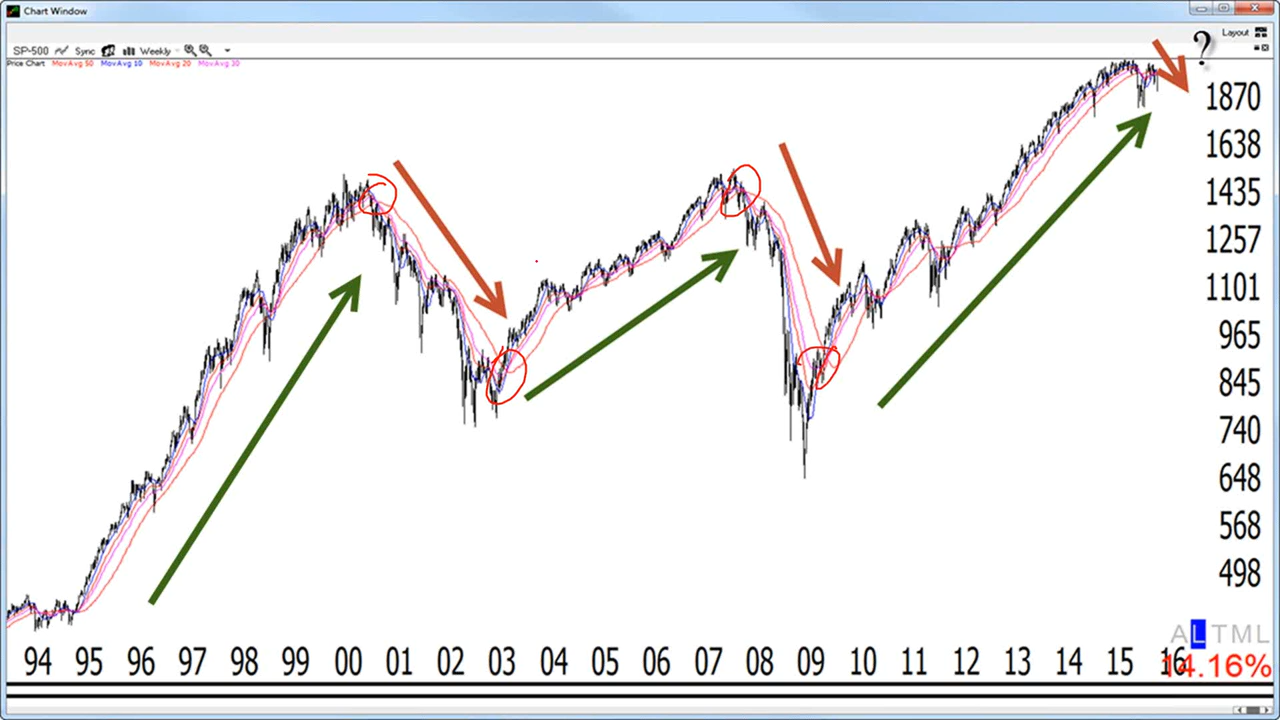 Chart Window
Layout
SP-500 Sync Weekly
Price Chart MovAvg 50 MovAvg 10 MovAvg 20 MovAvg 30
?
1870
1638
1435
1257
1101
965
845
740
648
568
498
A L T M L
94 95 96 97 98 99 00 01 02 03 04 05 06 07 08 09 10 11 12 13 14 15 16
14.16%